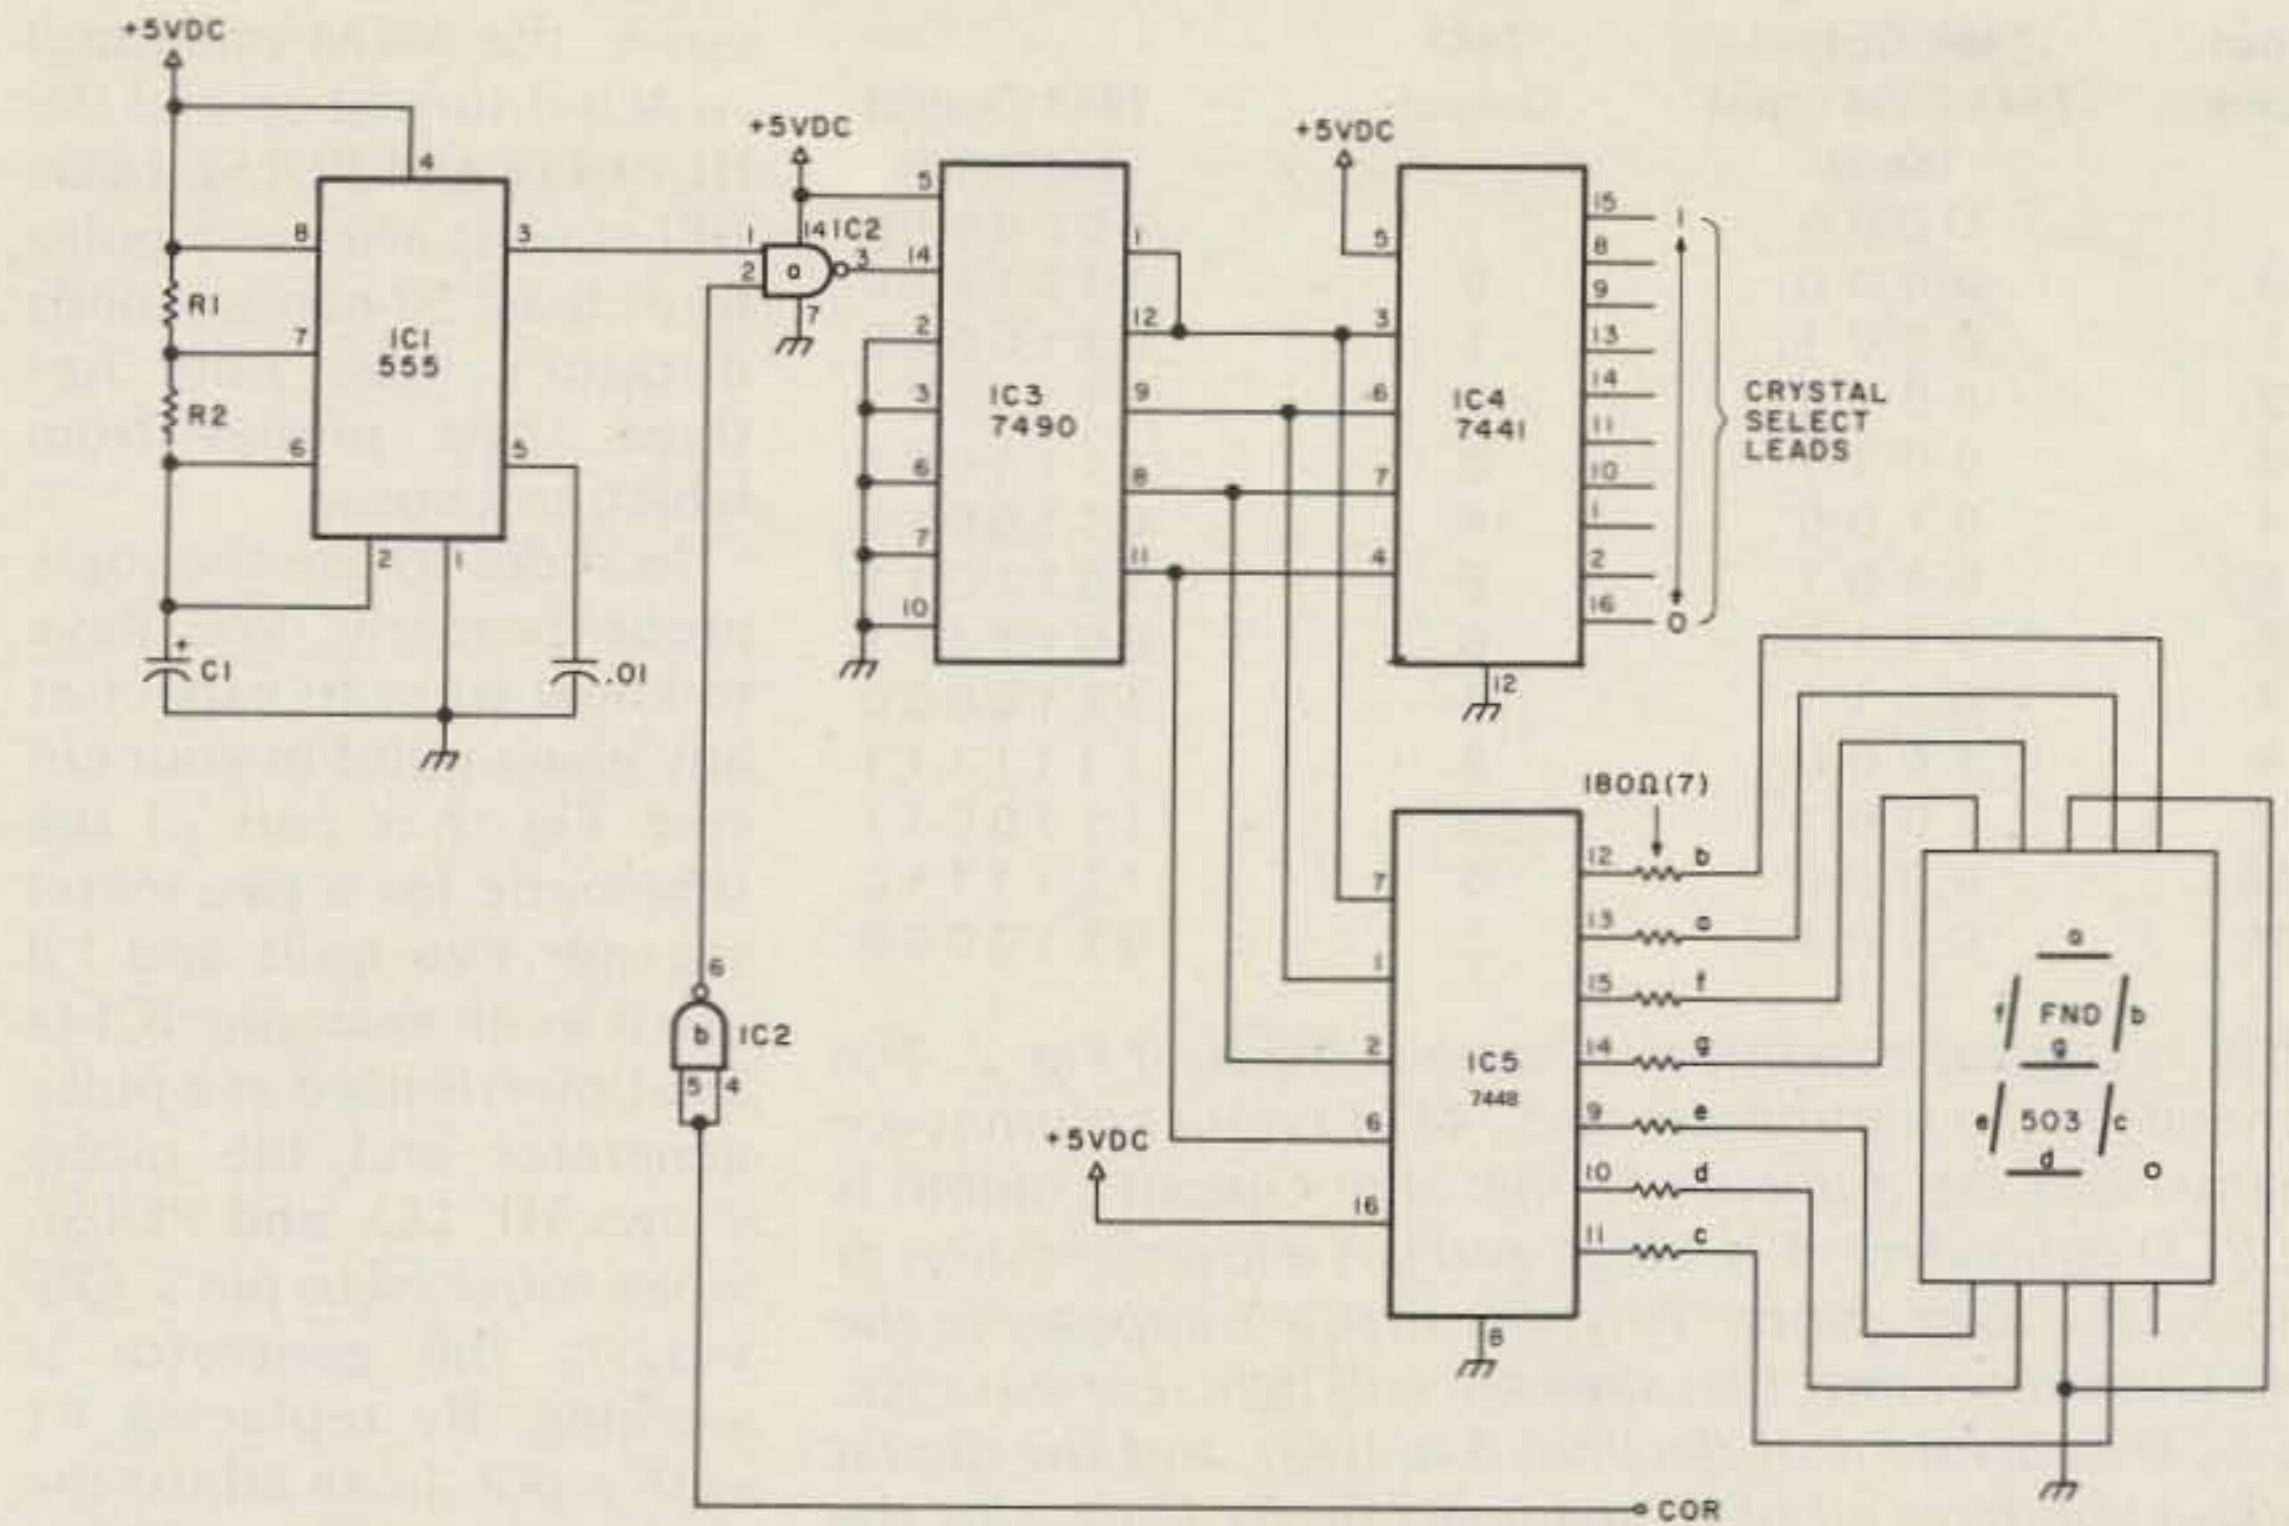 +5VDC
4
8
3
R1
7
IC1
555
R2
6
5
2
1
+
C1
.01
+5VDC
5
1
14 IC2
2
a
3
14
7
2
3
6
7
10
IC3
7490
1
12
9
8
11
+5VDC
5
3
6
7
4
IC4
7441
15
8
9
13
14
11
10
1
2
16
12
1
0
CRYSTAL
SELECT
LEADS
6
b
IC2
5
4
+5VDC
7
1
2
6
16
IC5
7448
8
180Ω(7)
12
b
13
a
15
f
14
g
9
e
10
d
11
c
a
f
FND
b
g
e
503
c
d
COR